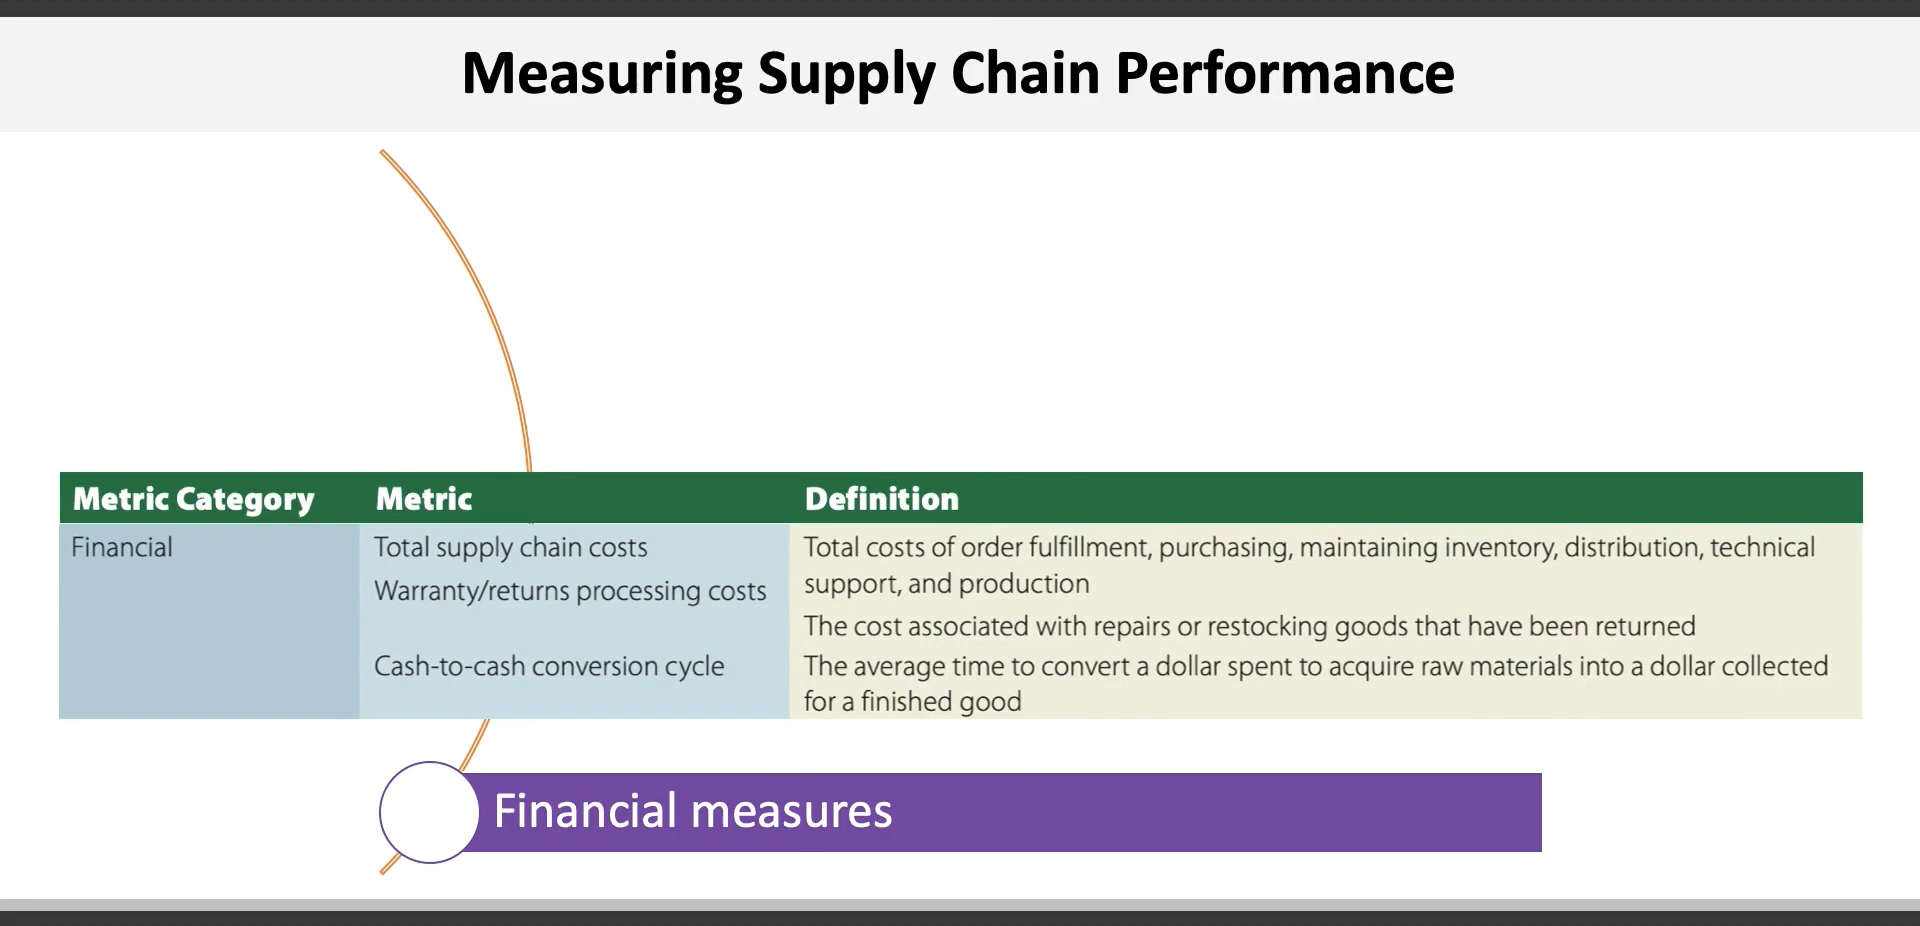 Measuring Supply Chain Performance
Metric Category Metric Definition
Financial
Total supply chain costs
Total costs of order fulfillment, purchasing, maintaining inventory, distribution, technical
support, and production
Warranty/returns processing costs
The cost associated with repairs or restocking goods that have been returned
Cash-to-cash conversion cycle
The average time to convert a dollar spent to acquire raw materials into a dollar collected
for a finished good
Financial measures